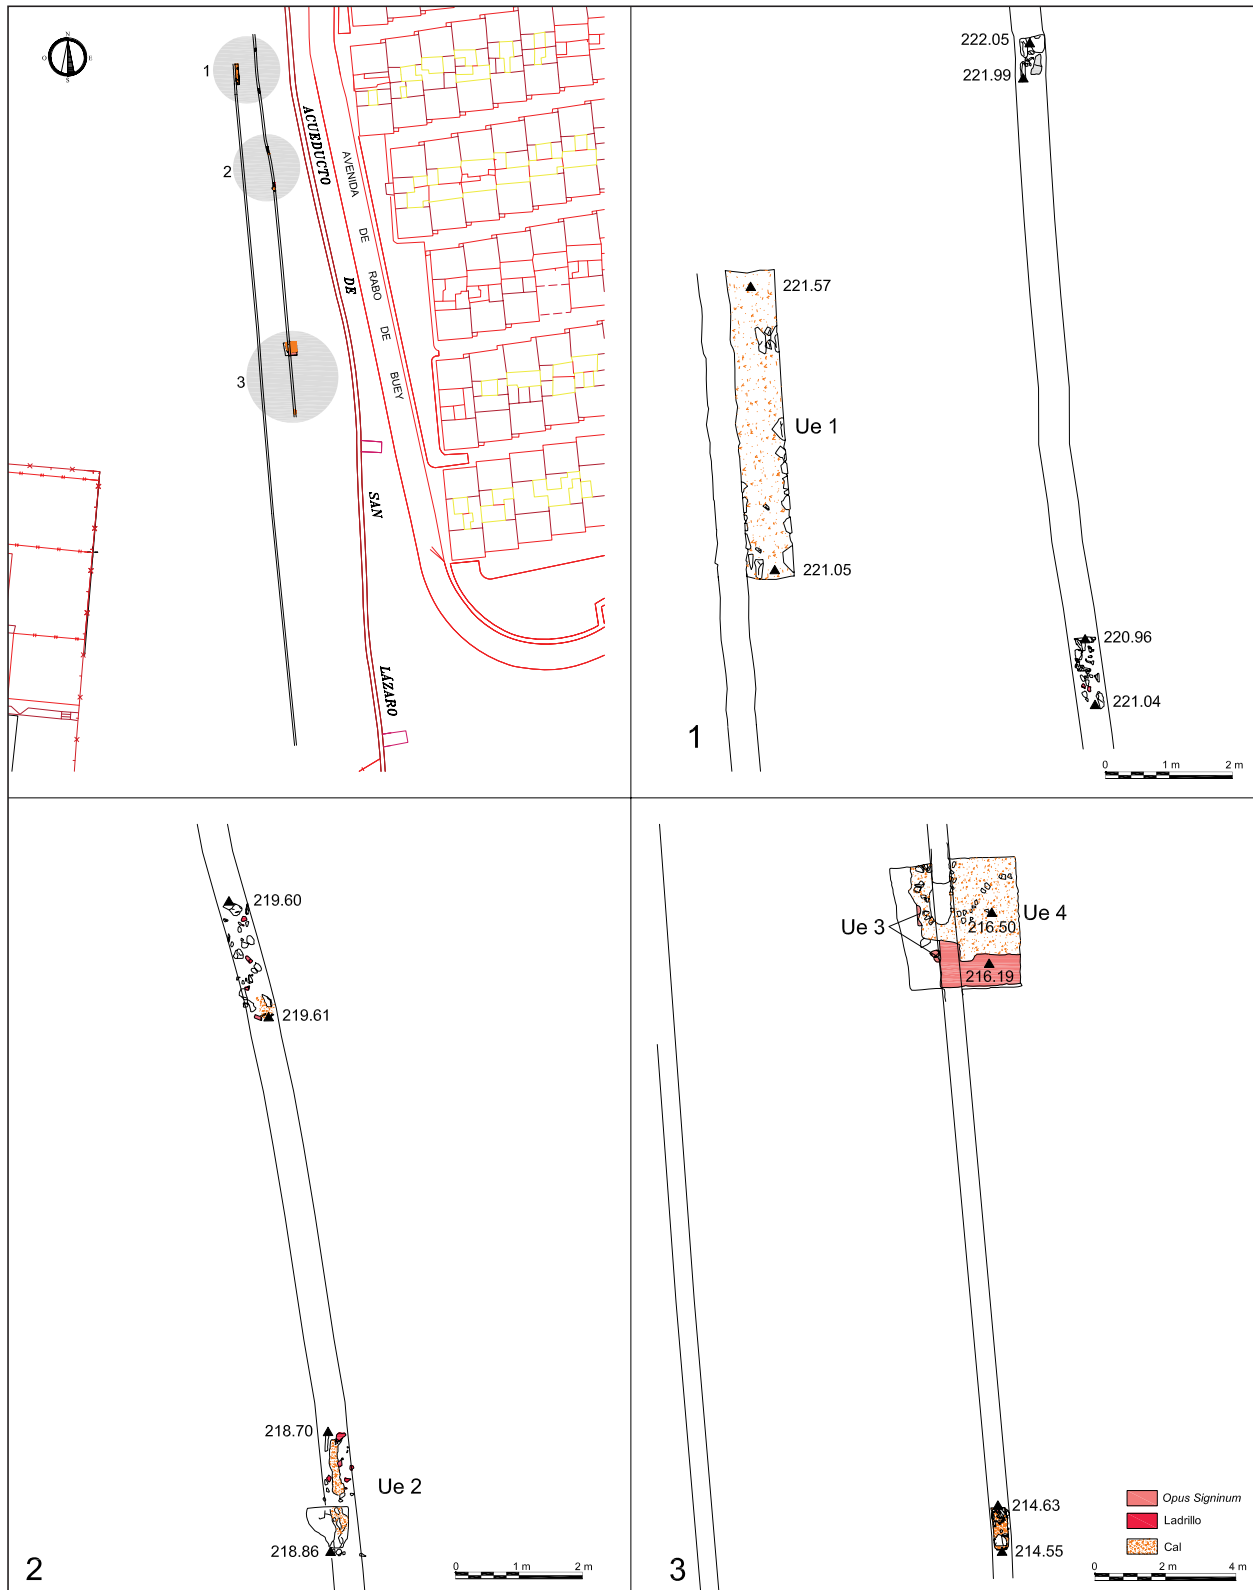 N
O
E
S
1
2
3
ACUEDUCTO
DE
SAN
LÁZARO
AVENIDA
DE
RABO
DE
BUEY
222.05
221.99
221.57
Ue 1
221.05
220.96
221.04
1
0 1 m 2 m
219.60
219.61
218.70
Ue 2
218.86
2
0 1 m 2 m
Ue 3
Ue 4
216.50
216.19
214.63
214.55
Opus Signinum
Ladrillo
Cal
3
0 2 m 4 m